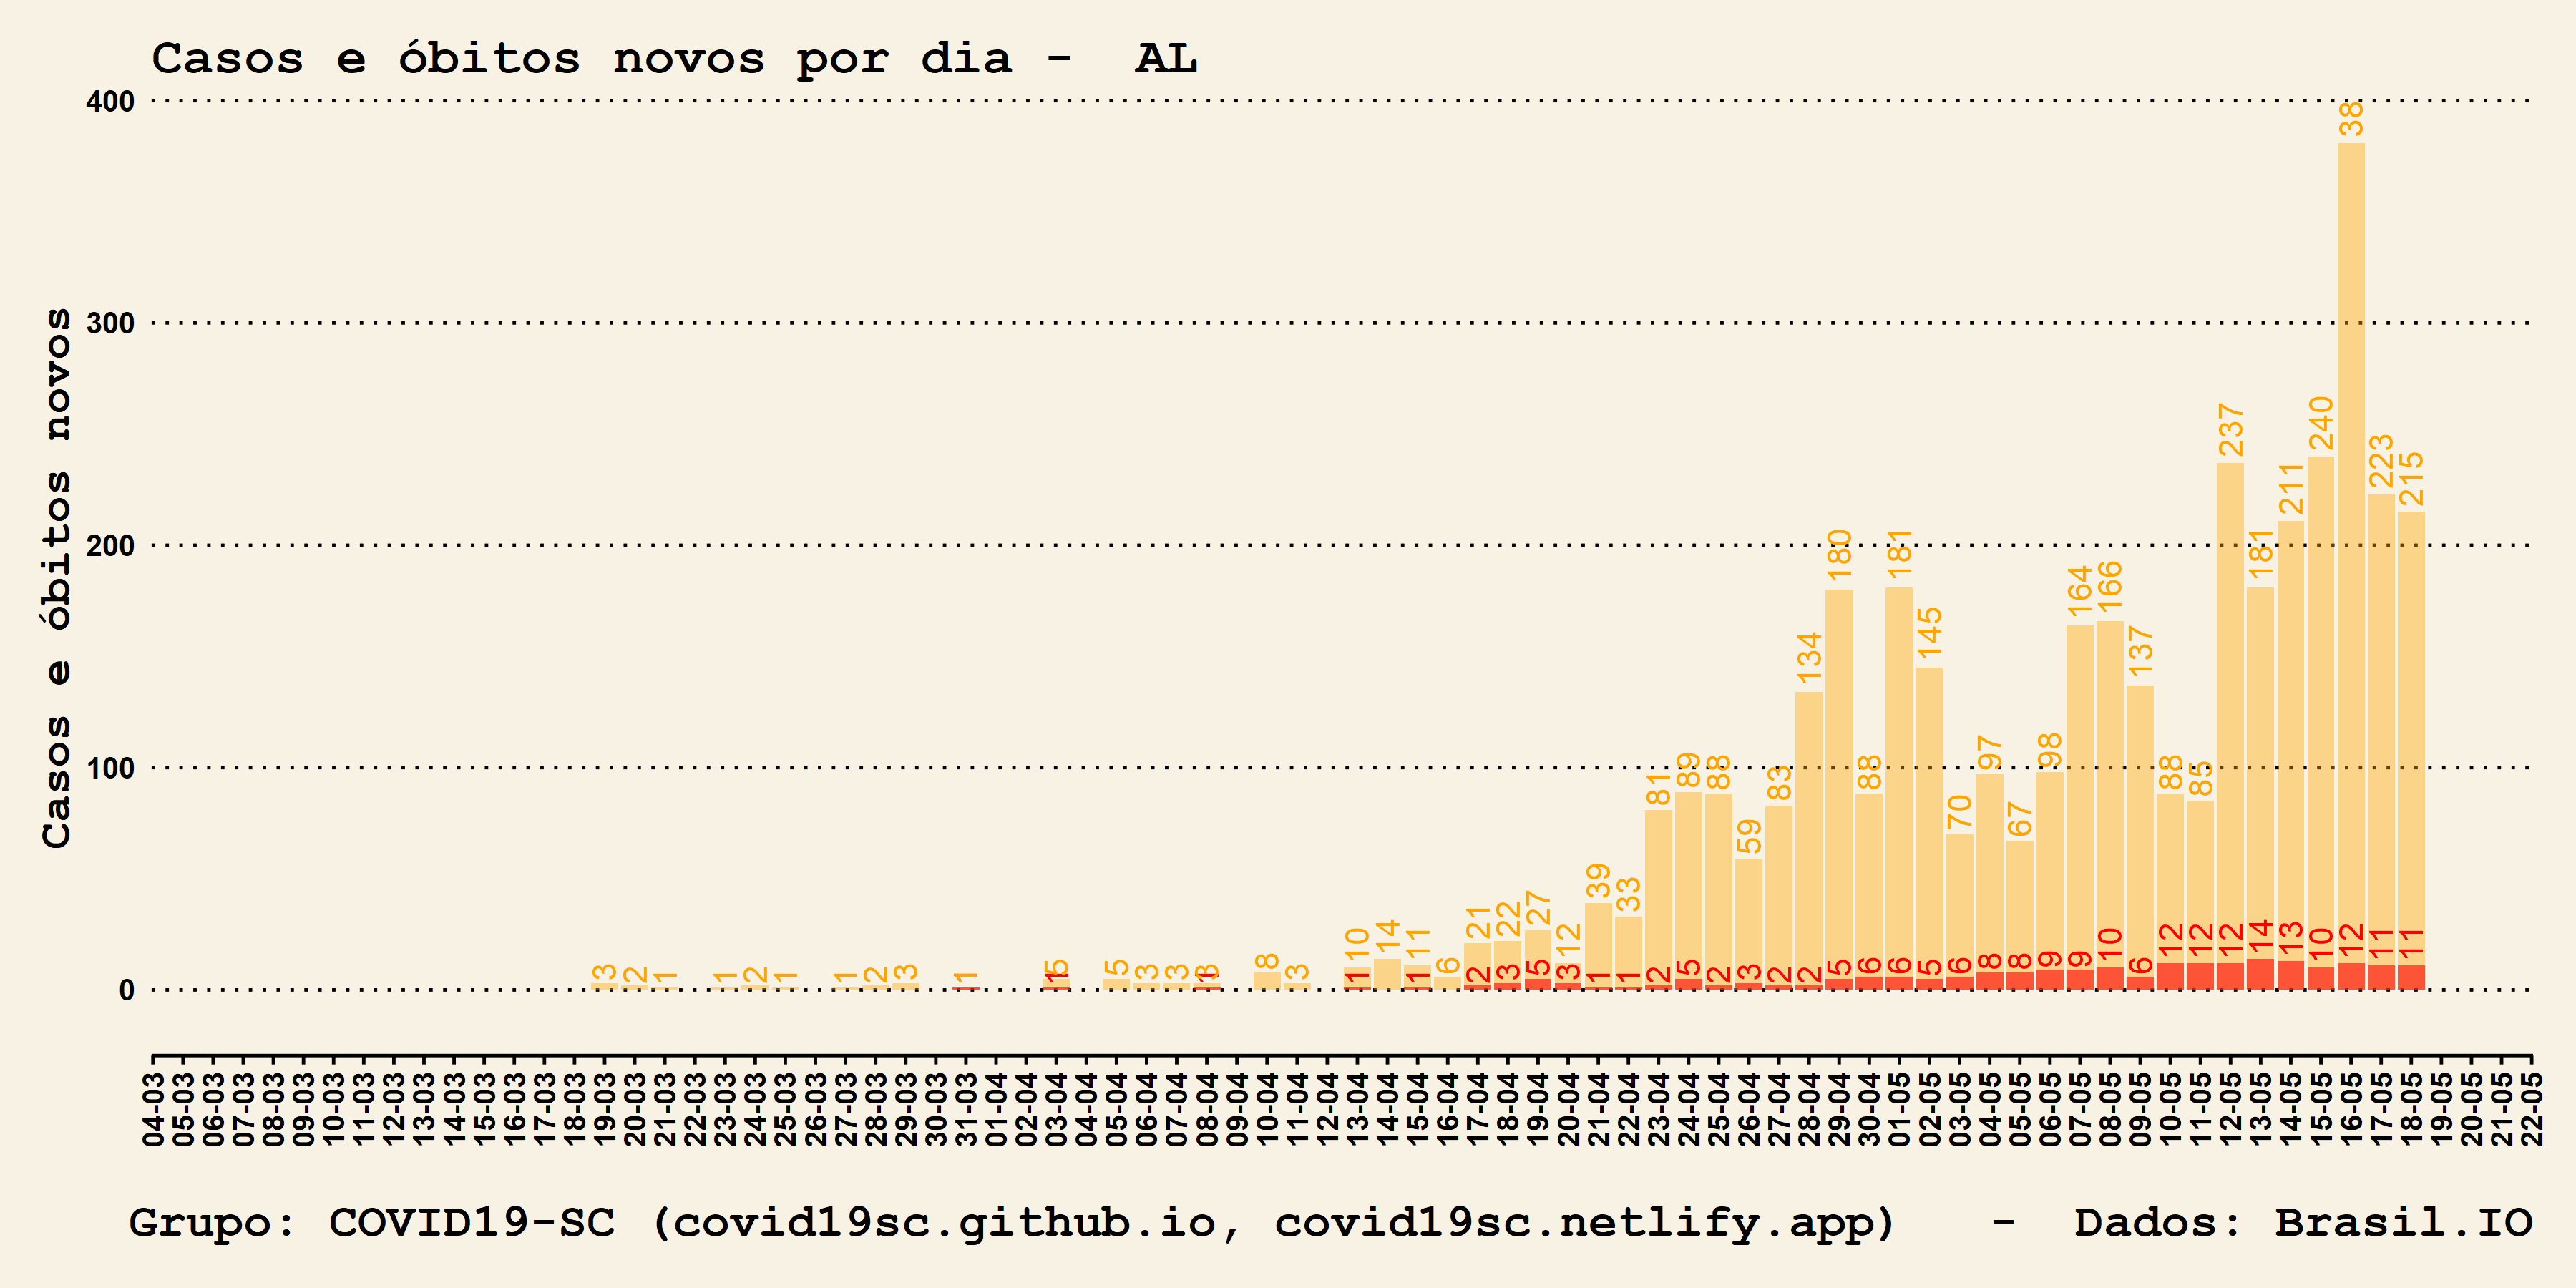 Casos e óbitos novos por dia - AL
Casos e óbitos novos
400
300
200
100
0
3 2 1 1 2 1 1 2 3 1 5 5 3 3 3 8 3 10 14 11 6 21 22 27 12 39 33 81 89 88 59 83 134 180 88 181 145 70 97 67 98 164 166 137 88 85 237 181 211 240 38 223 215
1 1 1 1 1 2 3 5 3 1 1 2 5 2 3 2 2 5 6 6 5 6 8 8 9 9 10 6 12 12 12 14 13 10 12 11 11
04-03 05-03 06-03 07-03 08-03 09-03 10-03 11-03 12-03 13-03 14-03 15-03 16-03 17-03 18-03 19-03 20-03 21-03 22-03 23-03 24-03 25-03 26-03 27-03 28-03 29-03 30-03 31-03 01-04 02-04 03-04 04-04 05-04 06-04 07-04 08-04 09-04 10-04 11-04 12-04 13-04 14-04 15-04 16-04 17-04 18-04 19-04 20-04 21-04 22-04 23-04 24-04 25-04 26-04 27-04 28-04 29-04 30-04 01-05 02-05 03-05 04-05 05-05 06-05 07-05 08-05 09-05 10-05 11-05 12-05 13-05 14-05 15-05 16-05 17-05 18-05 19-05 20-05 21-05 22-05
Grupo: COVID19-SC (covid19sc.github.io, covid19sc.netlify.app) - Dados: Brasil.IO